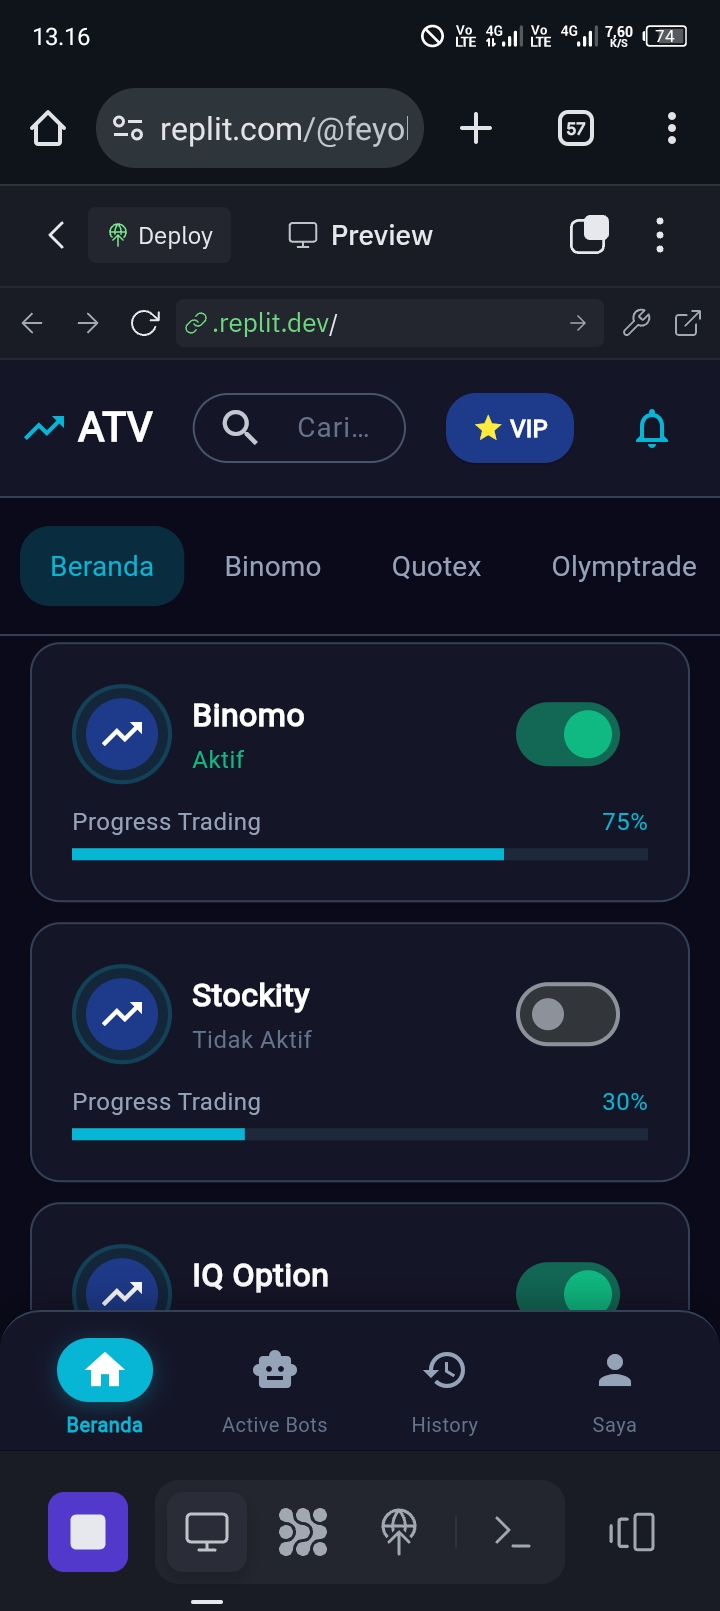 13.16
Vo LTE 4G Vo LTE 4G 7,60 K/S 74
replit.com/@feyo
57
Deploy
Preview
.replit.dev/
ATV
Cari...
VIP
Beranda
Binomo
Quotex
Olymptrade
Binomo
Aktif
Progress Trading
75%
Stockity
Tidak Aktif
Progress Trading
30%
IQ Option
Beranda
Active Bots
History
Saya